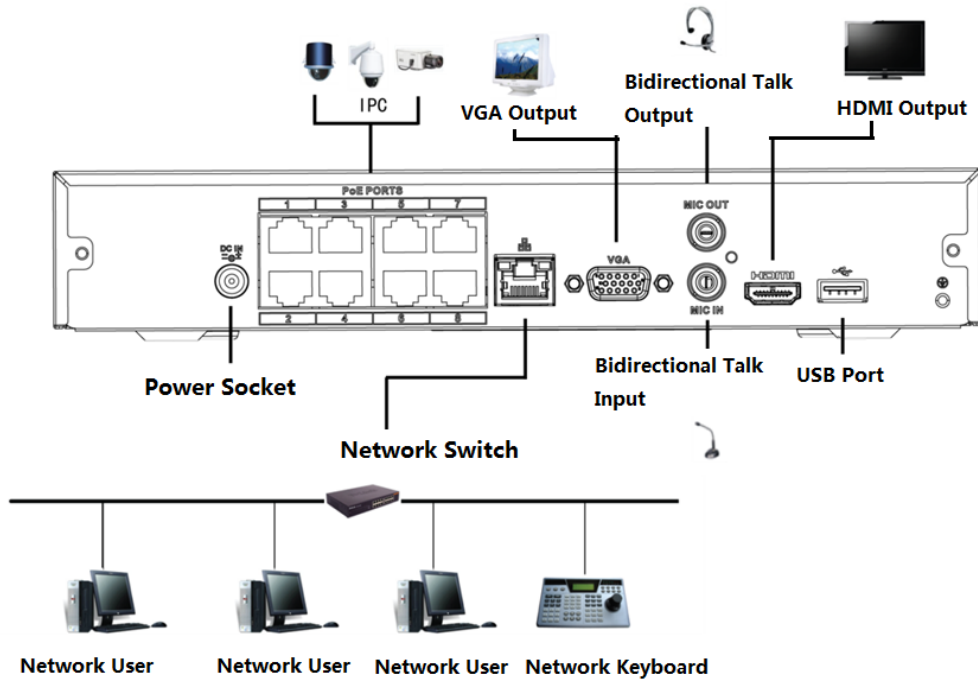 IPC
VGA Output
Bidirectional Talk
Output
HDMI Output
PoE PORTS
1 3 5 7
MIC OUT
DC IN
VGA
HDMI
2 4 6 8
MIC IN
Power Socket
Bidirectional Talk
Input
USB Port
Network Switch
Network User
Network User
Network User
Network Keyboard